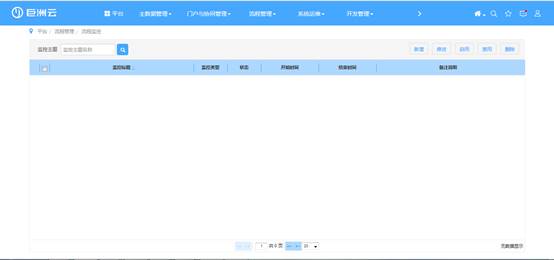 巨洲云 平台 主数据管理 门户与协同管理 流程管理 系统运维 开发管理
平台 / 流程管理 / 流程监控
监控主题 监控主题名称 新增 修改 启用 禁用 删除
监控标题 监控类型 状态 开始时间 结束时间 备注说明
1 共 0 页 无数据显示